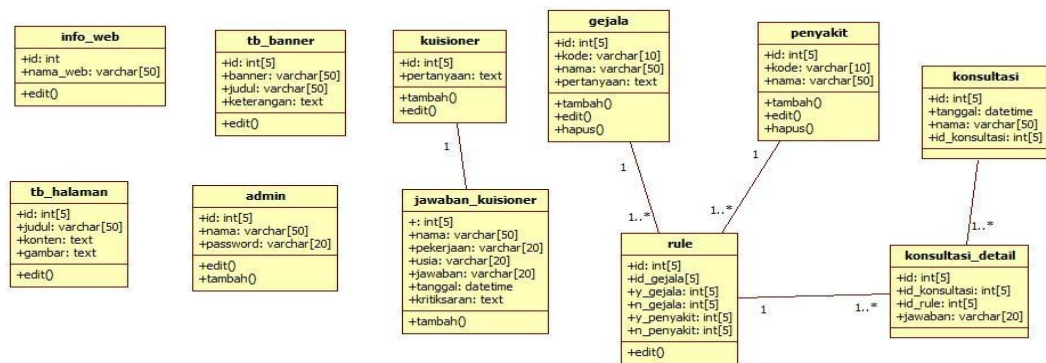 info_web
+id: int
+nama_web: varchar[50]
+edit()
tb_banner
+id: int[5]
+banner: varchar[50]
+judul: varchar[50]
+keterangan: text
+edit()
kuisioner
+id: int[5]
+pertanyaan: text
+tambah()
+edit()
gejala
+id: int[5]
+kode: varchar[10]
+nama: varchar[50]
+pertanyaan: text
+tambah()
+edit()
+hapus()
penyakit
+id: int[5]
+kode: varchar[10]
+nama: varchar[50]
+tambah()
+edit()
+hapus()
konsultasi
+id: int[5]
+tanggal: datetime
+nama: varchar[50]
+id_konsultasi: int[5]
1
1
1
1..*
1..*
1..*
tb_halaman
+id: int[5]
+judul: varchar[50]
+konten: text
+gambar: text
+edit()
admin
+id: int[5]
+nama: varchar[50]
+password: varchar[20]
+edit()
+tambah()
jawaban_kuisioner
+: int[5]
+nama: varchar[50]
+pekerjaan: varchar[20]
+usia: varchar[20]
+jawaban: varchar[20]
+tanggal: datetime
+kritiksaran: text
+tambah()
rule
+id: int[5]
+id_gejala[5]
+y_gejala: int[5]
+n_gejala: int[5]
+y_penyakit: int[5]
+n_penyakit: int[5]
+edit()
1
1..*
konsultasi_detail
+id: int[5]
+id_konsultasi: int[5]
+id_rule: int[5]
+jawaban: varchar[20]